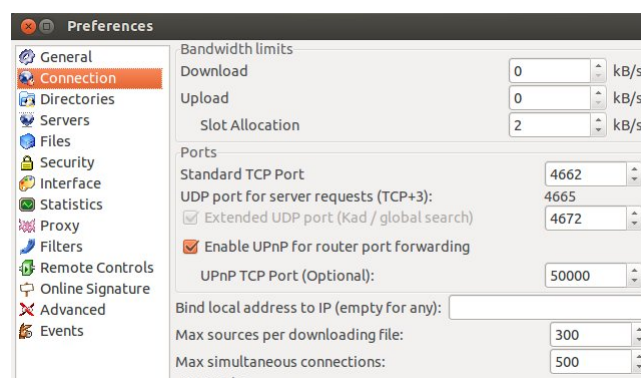 Preferences
General
Connection
Directories
Servers
Files
Security
Interface
Statistics
Proxy
Filters
Remote Controls
Online Signature
Advanced
Events
Bandwidth limits
Download 0 kB/s
Upload 0 kB/s
Slot Allocation 2 kB/s
Ports
Standard TCP Port 4662
UDP port for server requests (TCP+3): 4665
Extended UDP port (Kad / global search) 4672
Enable UPnP for router port forwarding
UPnP TCP Port (Optional): 50000
Bind local address to IP (empty for any):
Max sources per downloading file: 300
Max simultaneous connections: 500